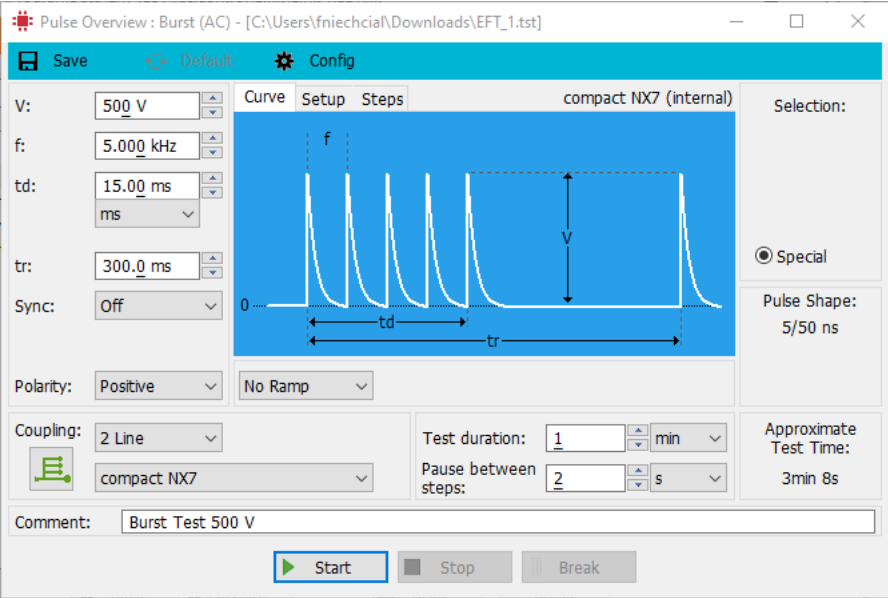 Pulse Overview : Burst (AC) - [C:\Users\fniechcial\Downloads\EFT_1.tst]
Save Default Config
V: 500 V
f: 5.000 kHz
td: 15.00 ms
ms
tr: 300.0 ms
Sync: Off
Polarity: Positive
Curve Setup Steps compact NX7 (internal)
f
V
0
td
tr
No Ramp
Selection:
Special
Pulse Shape:
5/50 ns
Coupling: 2 Line
compact NX7
Test duration: 1 min
Pause between
steps: 2 s
Approximate
Test Time:
3min 8s
Comment: Burst Test 500 V
Start Stop Break